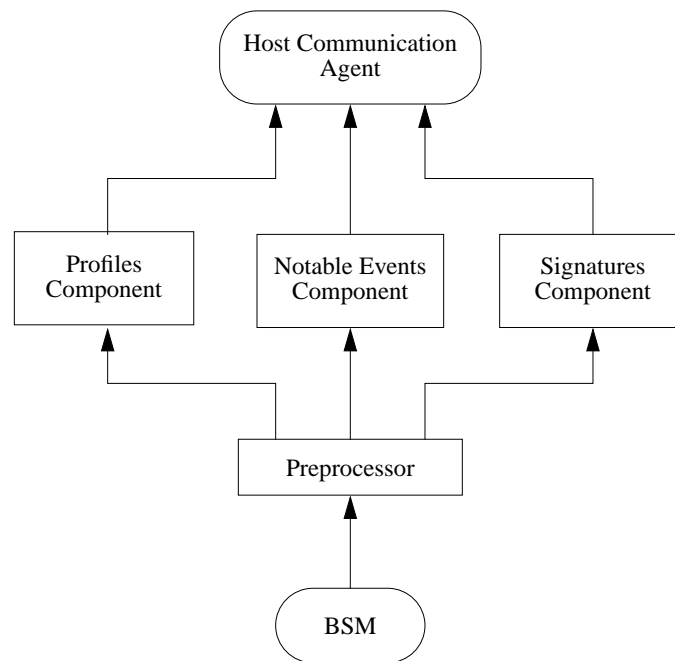 Host Communication
Agent
Profiles
Component
Notable Events
Component
Signatures
Component
Preprocessor
BSM